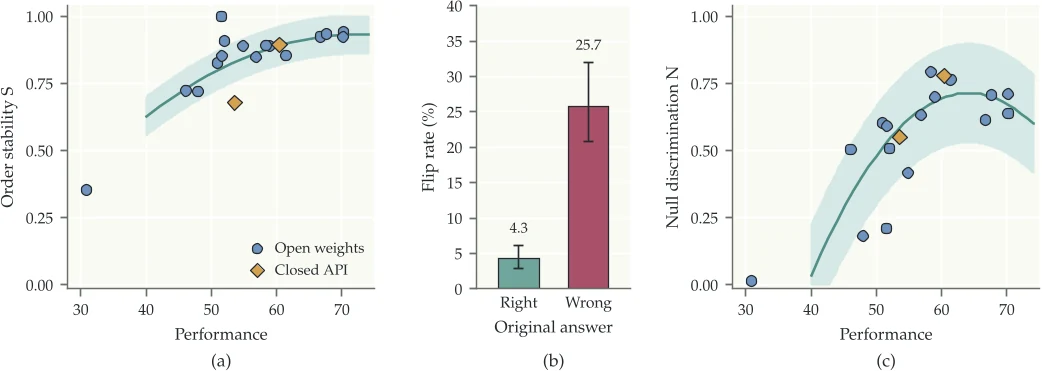 Order stability S
1.00
0.75
0.50
0.25
0.00
30 40 50 60 70
Performance
Open weights
Closed API
(a)
Flip rate (%)
40
35
30
25
20
15
10
5
0
4.3
25.7
Right Wrong
Original answer
(b)
Null discrimination N
1.00
0.75
0.50
0.25
0.00
30 40 50 60 70
Performance
(c)